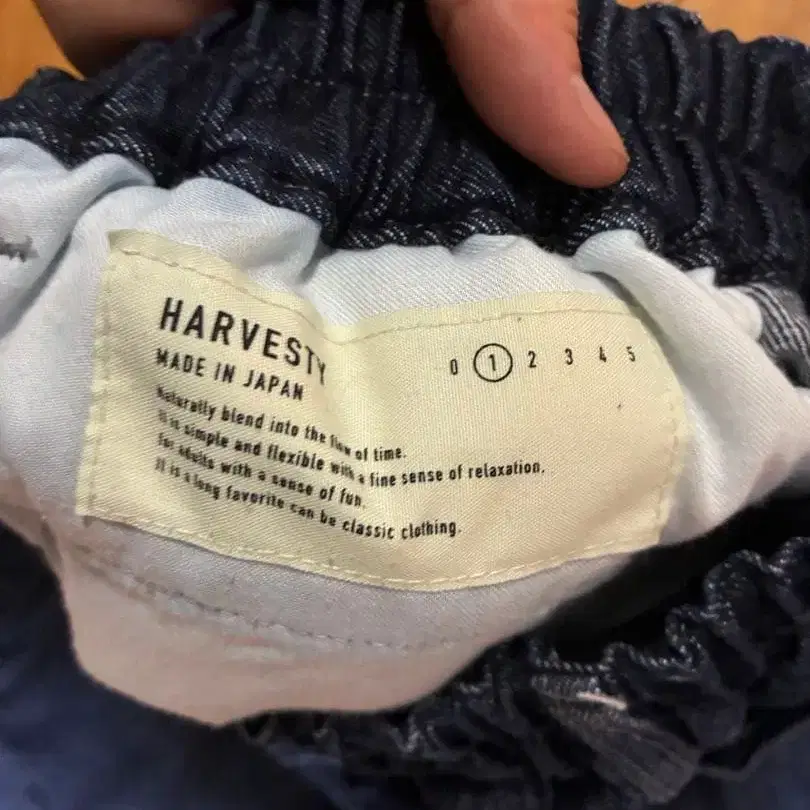 HARVESTY
MADE IN JAPAN
0 1 2 3 4 5
Naturally blend into the flow of time.
It is simple and flexible with a fine sense of relaxation.
for adults with a sense of fun.
It is a long favorite can be classic clothing.